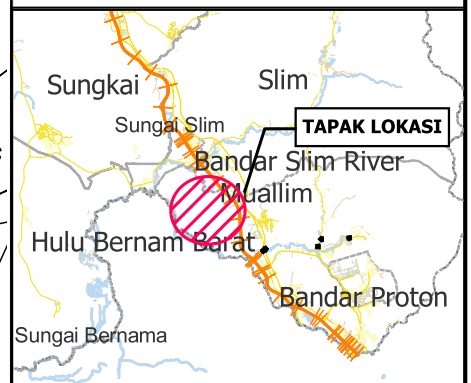 Sungkai
Slim
Sungai Slim
TAPAK LOKASI
Bandar Slim River
Muallim
Hulu Bernam Barat
Bandar Proton
Sungai Bernama